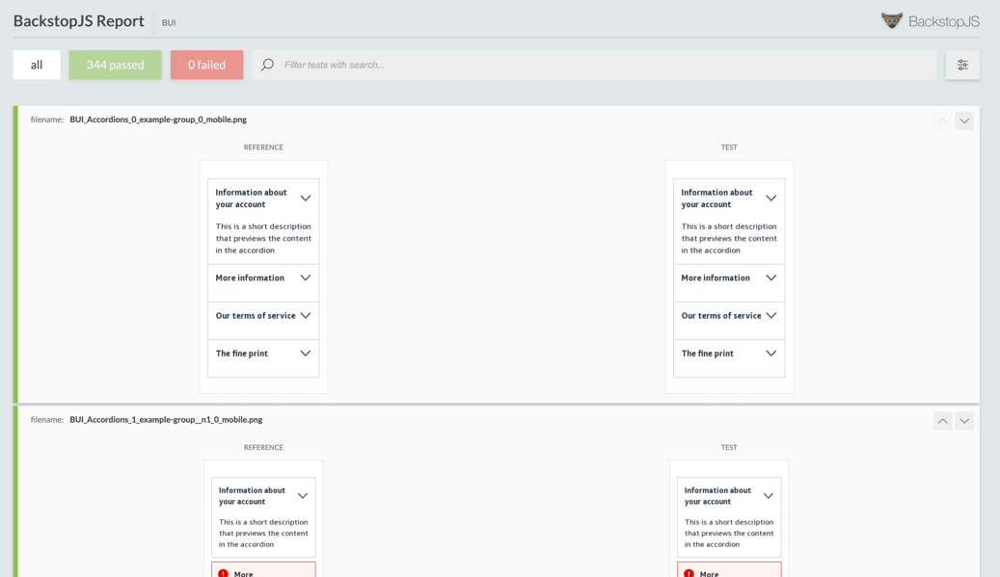 BackstopJS Report
BUI
BackstopJS
all
344 passed
0 failed
Filter tests with search...
filename: BUI_Accordions_0_example-group_0_mobile.png
REFERENCE
TEST
Information about
your account
This is a short description
that previews the content
in the accordion
More information
Our terms of service
The fine print
Information about
your account
This is a short description
that previews the content
in the accordion
More information
Our terms of service
The fine print
filename: BUI_Accordions_1_example-group__n1_0_mobile.png
REFERENCE
TEST
Information about
your account
This is a short description
that previews the content
in the accordion
More
Information about
your account
This is a short description
that previews the content
in the accordion
More